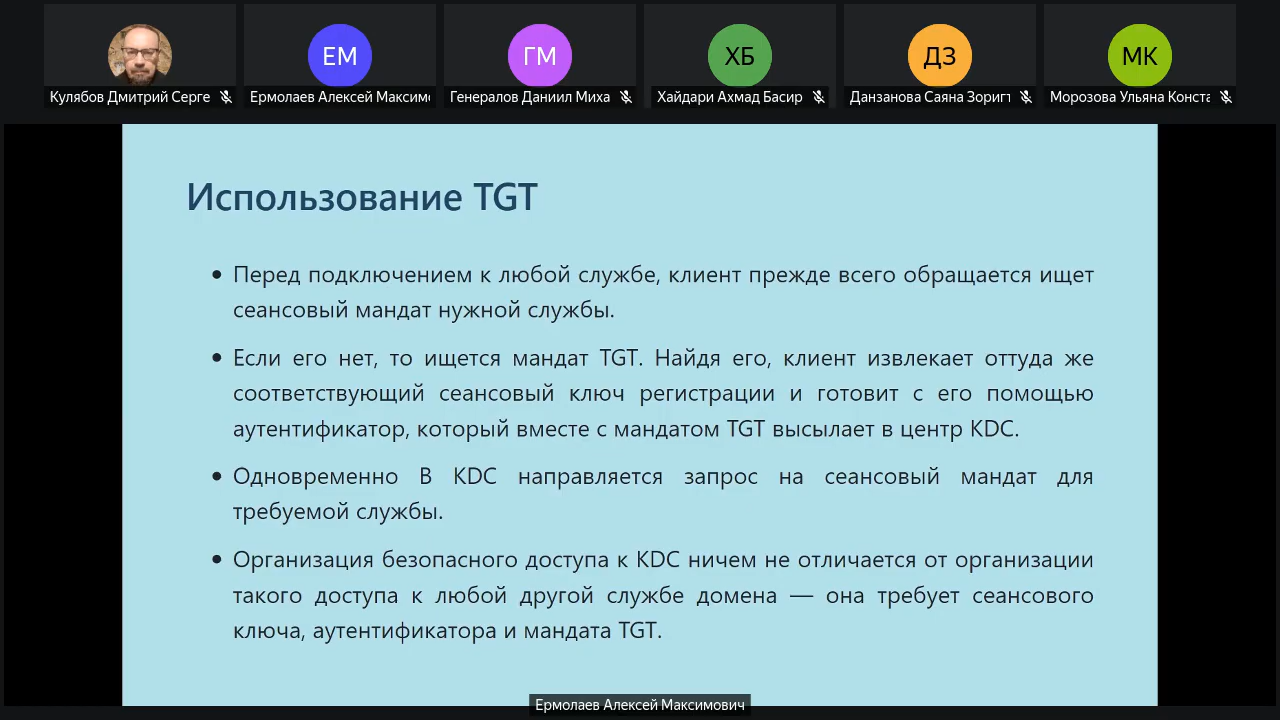 ЕМ
ГМ
ХБ
ДЗ
МК
Кулябов Дмитрий Серге
Ермолаев Алексей Максим
Генералов Даниил Миха
Хайдари Ахмад Басир
Данзанова Саяна Зориг
Морозова Ульяна Конста
Использование TGT
• Перед подключением к любой службе, клиент прежде всего обращается ищет
сеансовый мандат нужной службы.
• Если его нет, то ищется мандат TGT. Найдя его, клиент извлекает оттуда же
соответствующий сеансовый ключ регистрации и готовит с его помощью
аутентификатор, который вместе с мандатом TGT высылает в центр KDC.
• Одновременно В KDC направляется запрос на сеансовый мандат для
требуемой службы.
• Организация безопасного доступа к KDC ничем не отличается от организации
такого доступа к любой другой службе домена — она требует сеансового
ключа, аутентификатора и мандата TGT.
Ермолаев Алексей Максимович